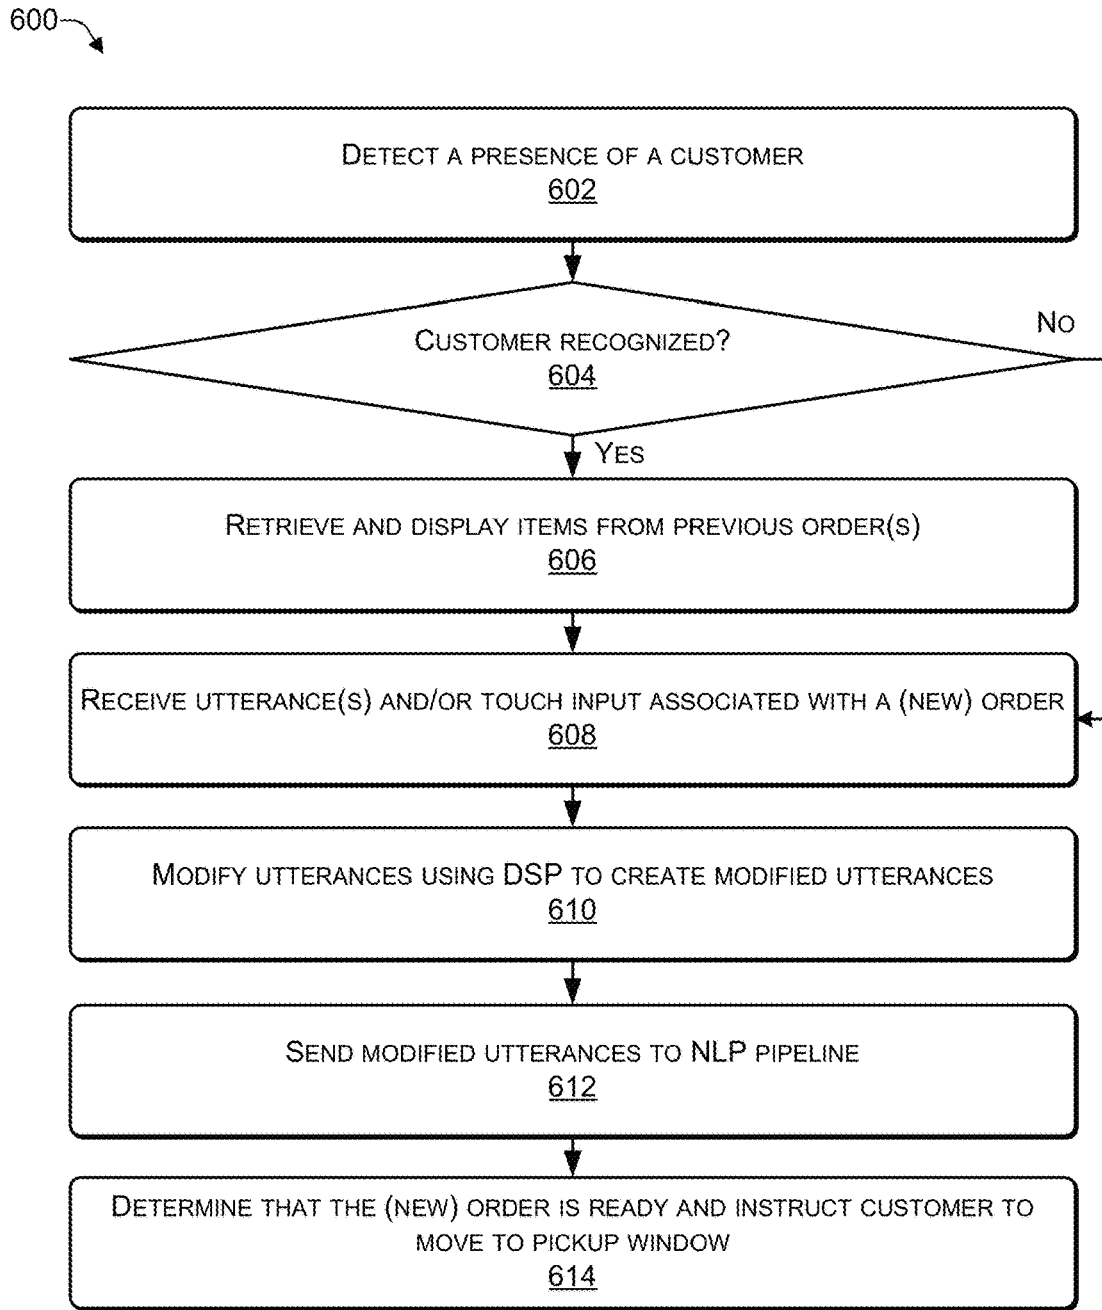 600
DETECT A PRESENCE OF A CUSTOMER
602
CUSTOMER RECOGNIZED?
604
NO
YES
RETRIEVE AND DISPLAY ITEMS FROM PREVIOUS ORDER(S)
606
RECEIVE UTTERANCE(S) AND/OR TOUCH INPUT ASSOCIATED WITH A (NEW) ORDER
608
MODIFY UTTERANCES USING DSP TO CREATE MODIFIED UTTERANCES
610
SEND MODIFIED UTTERANCES TO NLP PIPELINE
612
DETERMINE THAT THE (NEW) ORDER IS READY AND INSTRUCT CUSTOMER TO
MOVE TO PICKUP WINDOW
614